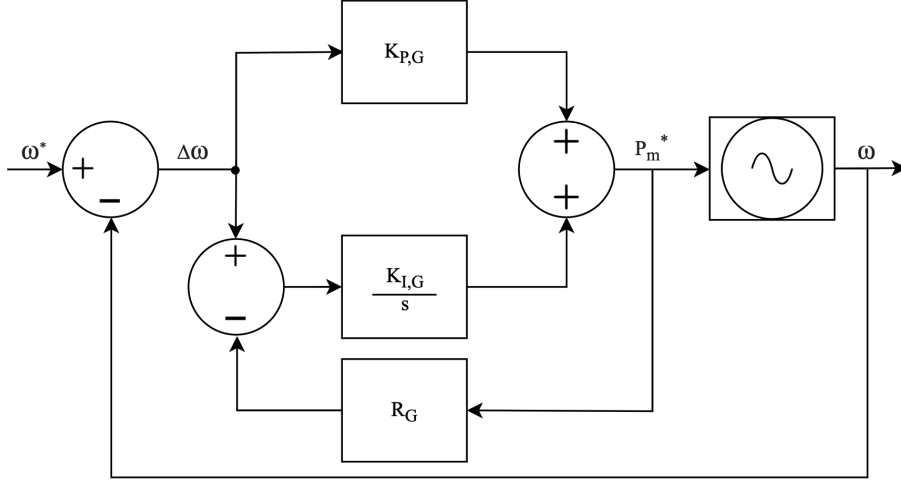 K_P,G
ω*
Δω
+
−
+
+
P_m*
ω
+
−
K_I,G
s
R_G